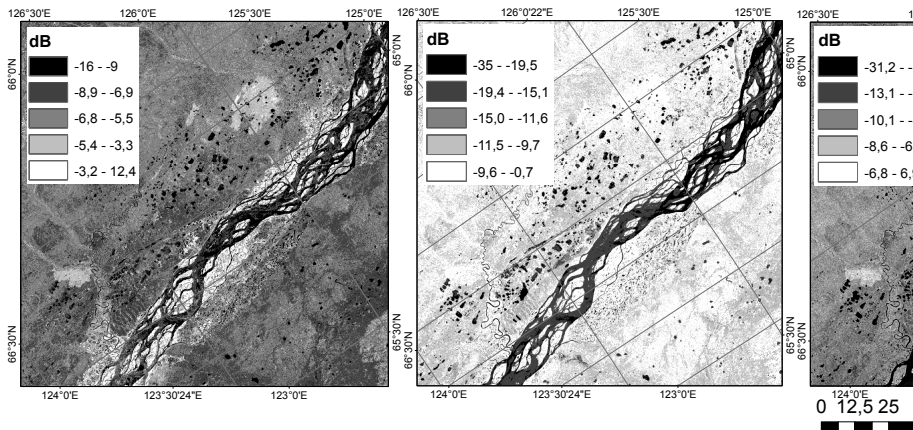 126°30'E 126°0'E 125°30'E 125°0'E
dB
-16 - -9
-8,9 - -6,9
-6,8 - -5,5
-5,4 - -3,3
-3,2 - 12,4
66°0'N
65°0'N
66°30'N
65°30'N
124°0'E 123°30'24"E 123°0'E
126°30'E 126°0'22"E 125°30'E 125°0'E
dB
-35 - -19,5
-19,4 - -15,1
-15,0 - -11,6
-11,5 - -9,7
-9,6 - -0,7
66°0'N
65°0'N
66°30'N
65°30'N
124°0'E 123°30'24"E 123°0'E
126°30'E
dB
-31,2 - -
-13,1 - -
-10,1 - -
-8,6 - -6
-6,8 - 6,9
66°0'N
66°30'N
124°0'E
0 12,5 25